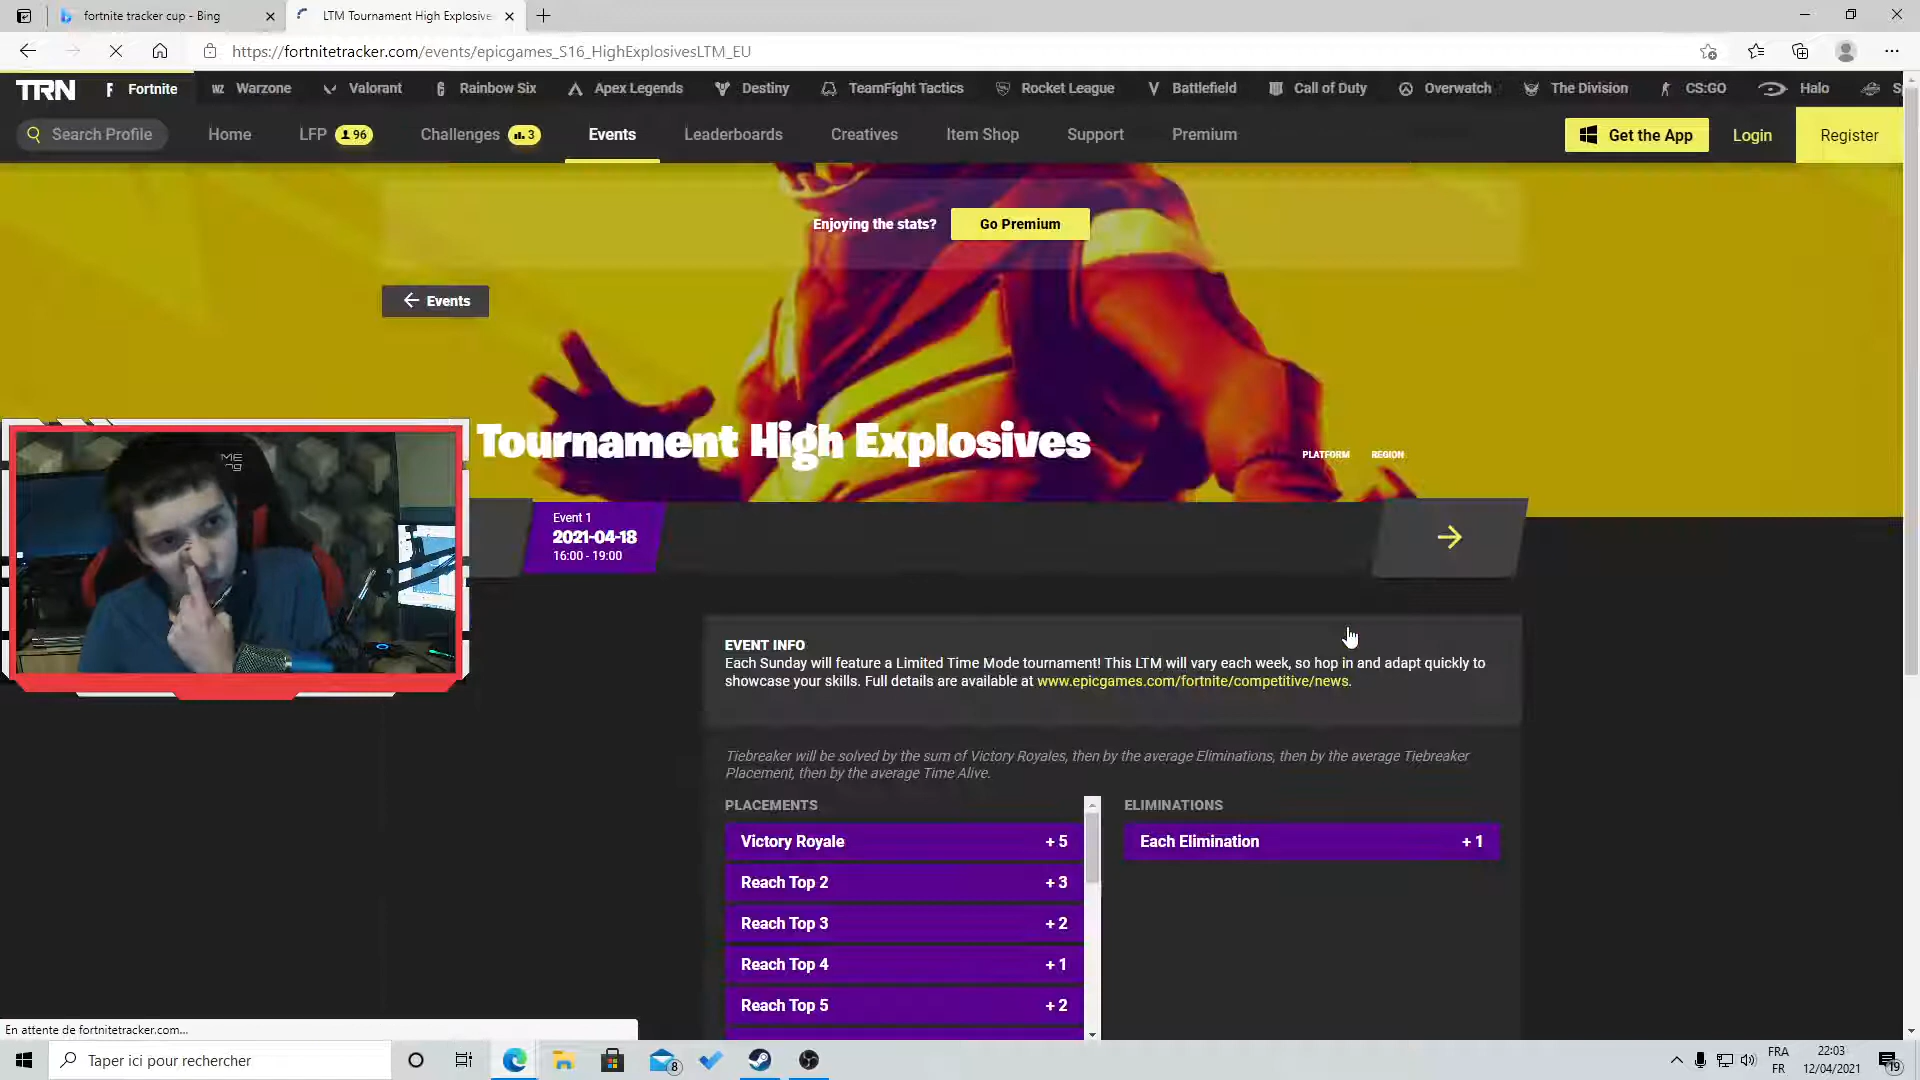 fortnite tracker cup - Bing
LTM Tournament High Explosive
https://fortnitetracker.com/events/epicgames_S16_HighExplosivesLTM_EU
TRN
Fortnite
WZ Warzone
Valorant
Rainbow Six
Apex Legends
Destiny
TeamFight Tactics
Rocket League
Battlefield
Call of Duty
Overwatch
The Division
CS:GO
Halo
S
Search Profile
Home
LFP 96
Challenges 3
Events
Leaderboards
Creatives
Item Shop
Support
Premium
Get the App
Login
Register
Enjoying the stats? Go Premium
Events
Tournament High Explosives
PLATFORM REGION
Event 1
2021-04-18
16:00 - 19:00
EVENT INFO
Each Sunday will feature a Limited Time Mode tournament! This LTM will vary each week, so hop in and adapt quickly to
showcase your skills. Full details are available at www.epicgames.com/fortnite/competitive/news.
Tiebreaker will be solved by the sum of Victory Royales, then by the average Eliminations, then by the average Tiebreaker
Placement, then by the average Time Alive.
PLACEMENTS
Victory Royale + 5
Reach Top 2 + 3
Reach Top 3 + 2
Reach Top 4 + 1
Reach Top 5 + 2
ELIMINATIONS
Each Elimination + 1
En attente de fortnitetracker.com...
Taper ici pour rechercher
8
FRA
FR
22:03
12/04/2021
19